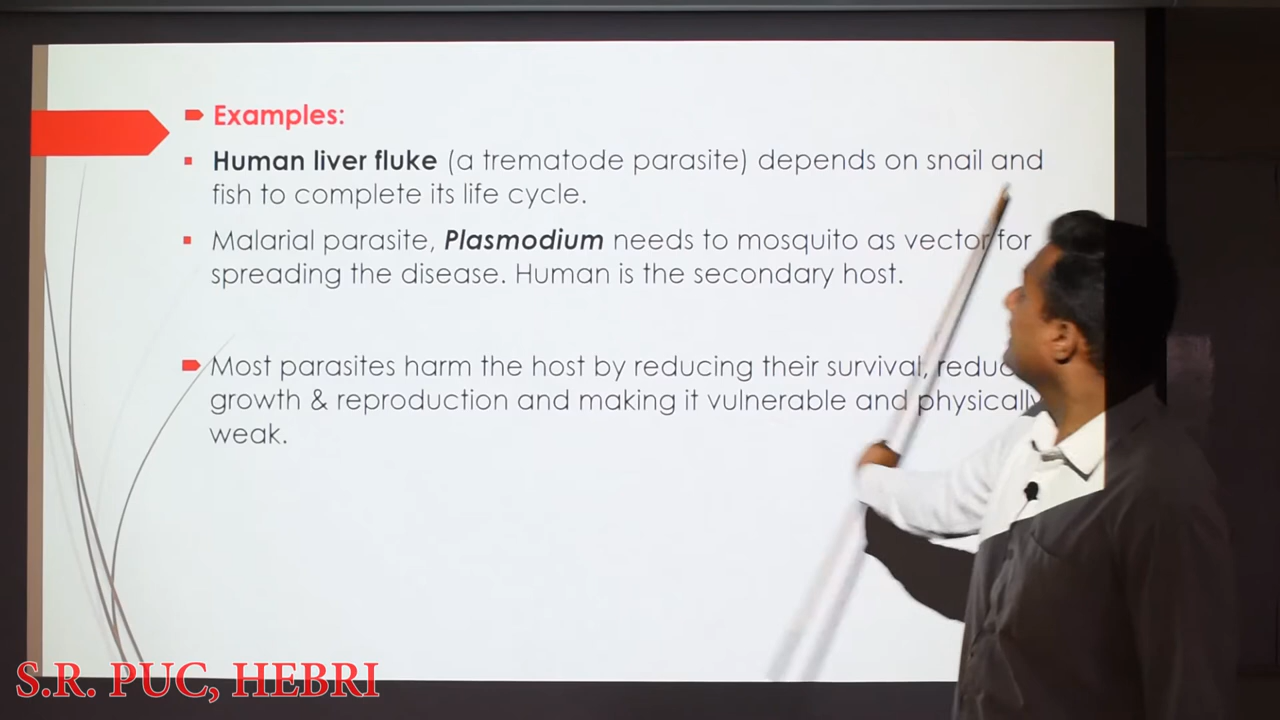 Examples:
Human liver fluke (a trematode parasite) depends on snail and
fish to complete its life cycle.
Malarial parasite, Plasmodium needs to mosquito as vector for
spreading the disease. Human is the secondary host.
Most parasites harm the host by reducing their survival,
growth & reproduction and making it vulnerable and physically
weak.
S.R. PUC, HEBRI